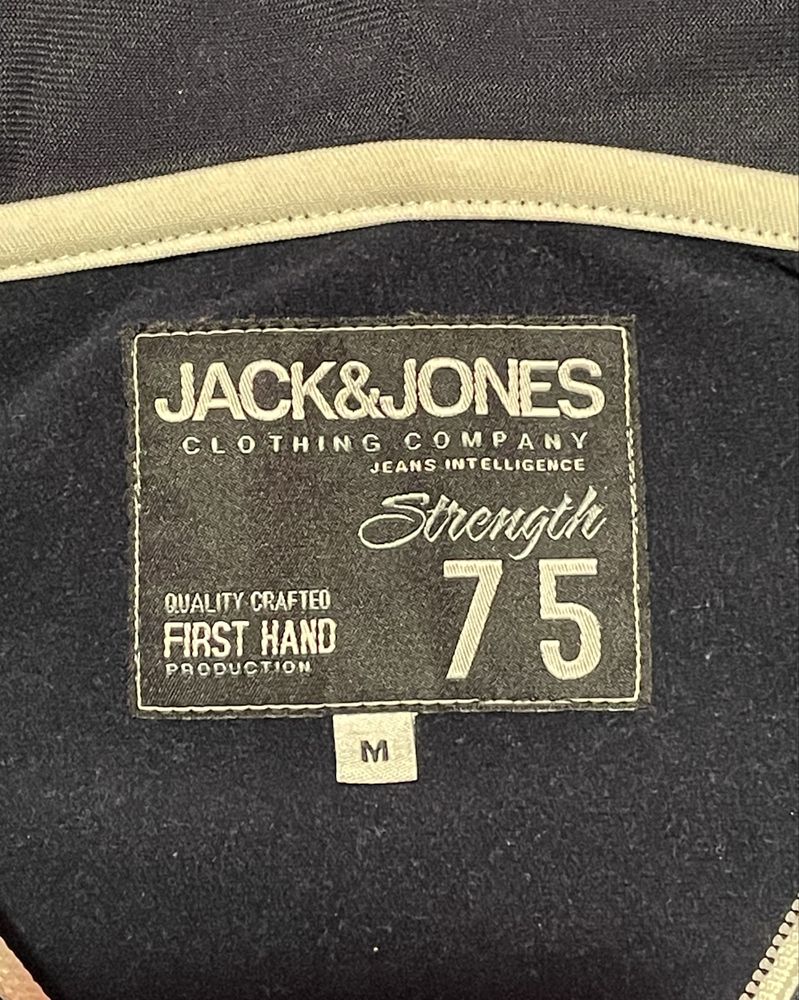 JACK&JONES
CLOTHING COMPANY
JEANS INTELLIGENCE
Strength
75
QUALITY CRAFTED
FIRST HAND
PRODUCTION
M